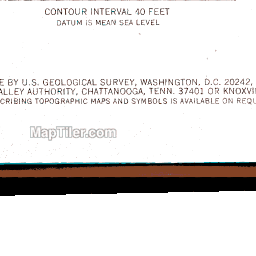 CONTOUR INTERVAL 40 FEET
DATUM IS MEAN SEA LEVEL
E BY U.S. GEOLOGICAL SURVEY, WASHINGTON, D.C. 20242,
ALLEY AUTHORITY, CHATTANOOGA, TENN. 37401 OR KNOXVI
CRIBING TOPOGRAPHIC MAPS AND SYMBOLS IS AVAILABLE ON REQU
MapTiler.com